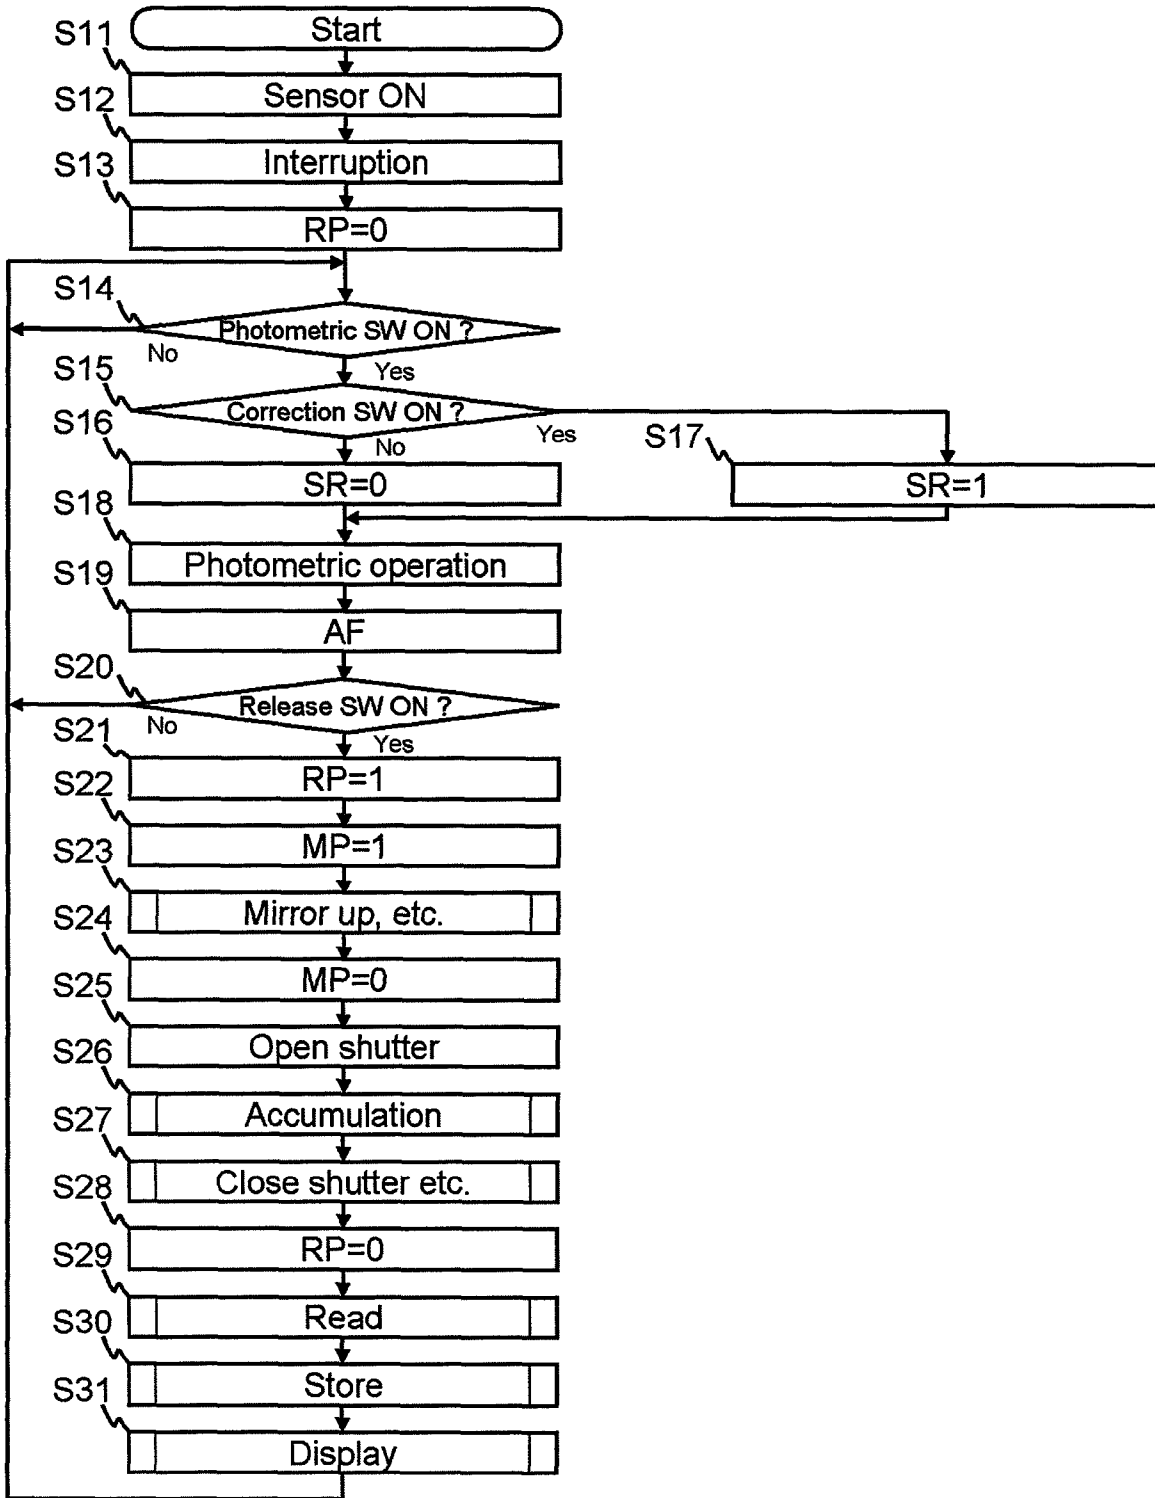 Start
S11
Sensor ON
S12
Interruption
S13
RP=0
S14
Photometric SW ON ?
No
Yes
S15
Correction SW ON ?
Yes
No
S16
SR=0
S17
SR=1
S18
Photometric operation
S19
AF
S20
Release SW ON ?
No
Yes
S21
RP=1
S22
MP=1
S23
Mirror up, etc.
S24
MP=0
S25
Open shutter
S26
Accumulation
S27
Close shutter etc.
S28
RP=0
S29
Read
S30
Store
S31
Display